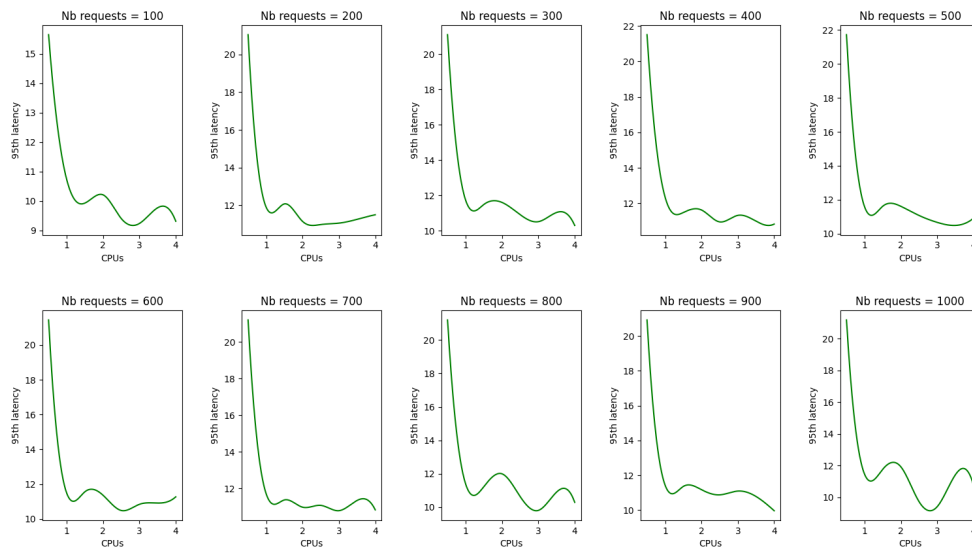 Nb requests = 100
Nb requests = 200
Nb requests = 300
Nb requests = 400
Nb requests = 500
95th latency
15
14
13
12
11
10
9
1 2 3 4
CPUs
95th latency
20
18
16
14
12
1 2 3 4
CPUs
95th latency
20
18
16
14
12
10
1 2 3 4
CPUs
95th latency
22
20
18
16
14
12
1 2 3 4
CPUs
95th latency
22
20
18
16
14
12
10
1 2 3 4
CPUs
Nb requests = 600
Nb requests = 700
Nb requests = 800
Nb requests = 900
Nb requests = 1000
95th latency
20
18
16
14
12
10
1 2 3 4
CPUs
95th latency
20
18
16
14
12
1 2 3 4
CPUs
95th latency
20
18
16
14
12
10
1 2 3 4
CPUs
95th latency
20
18
16
14
12
10
1 2 3 4
CPUs
95th latency
20
18
16
14
12
10
1 2 3 4
CPUs